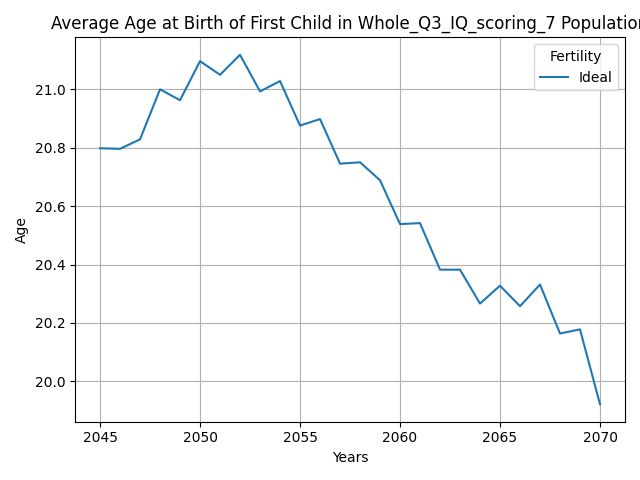 Average Age at Birth of First Child in Whole_Q3_IQ_scoring_7 Population
Fertility
Ideal
21.0
20.8
20.6
20.4
20.2
20.0
Age
2045 2050 2055 2060 2065 2070
Years